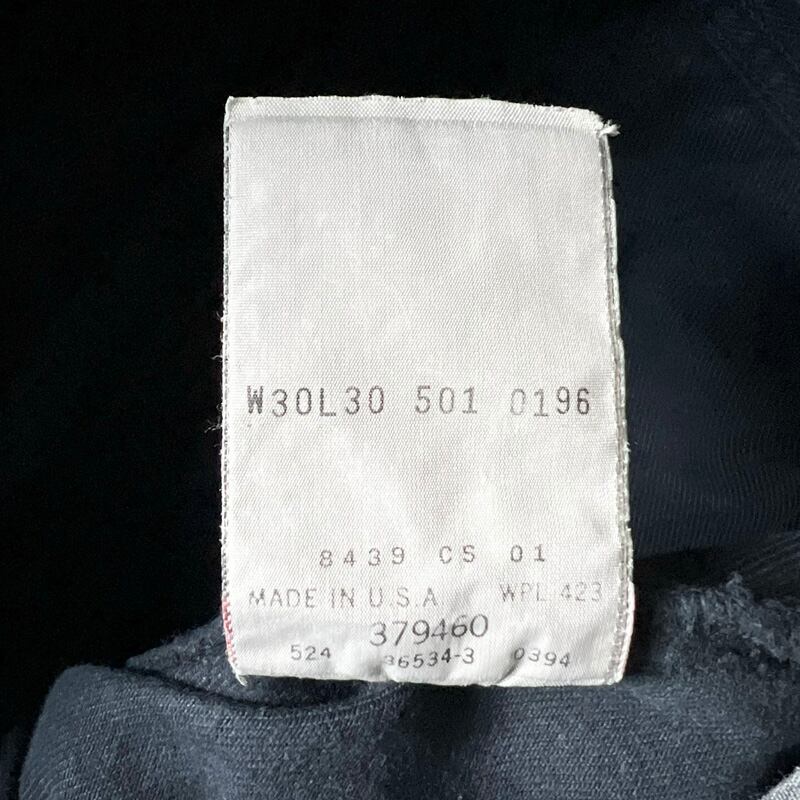 W30L30 501 0196
8439 CS 01
MADE IN U.S.A. WPL 423
379460
524 36534-3 0394